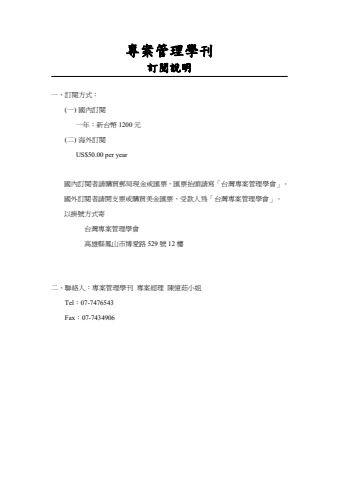 專案管理學刊
訂閱說明
一、訂閱方式：
(一) 國內訂閱
一年：新台幣 1200 元
(二) 海外訂閱
US$50.00 per year
國內訂閱者請購買郵局現金或匯票，匯票抬頭請寫「台灣專案管理學會」。
國外訂閱者請開支票或購買美金匯票，受款人為「台灣專案管理學會」。
以掛號方式寄
台灣專案管理學會
高雄縣鳳山市博愛路 529 號 12 樓
二、聯絡人：專案管理學刊 專案經理 陳憶茹小姐
Tel：07-7476543
Fax：07-7434906